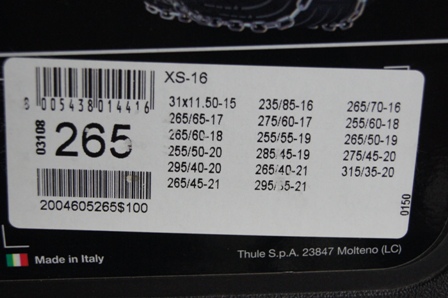 XS-16
8 005438 014416
03108
265
2004605265$100
31x11.50-15 235/85-16 265/70-16
265/65-17 275/60-17 255/60-18
265/60-18 255/55-19 265/50-19
255/50-20 285/45-19 275/45-20
295/40-20 265/40-21 315/35-20
265/45-21 295/35-21
0150
Made in Italy
Thule S.p.A. 23847 Molteno (LC)